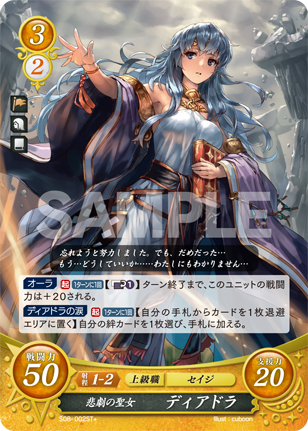 3
2
SAMPLE
忘れようと努力しました。でも、だめだった…
もう…どうしていいか……わたしにもわかりません…
オーラ 起 1ターンに1回 【1】ターン終了まで、このユニットの戦闘
力は+20される。
ディアドラの涙 起 1ターンに1回 【自分の手札からカードを1枚退避
エリアに置く】自分の絆カードを1枚選び、手札に加える。
戦闘力
50
射程 1-2
上級職
セイジ
支援力
20
悲劇の聖女 ディアドラ
S08-002ST+
Illust：cuboon